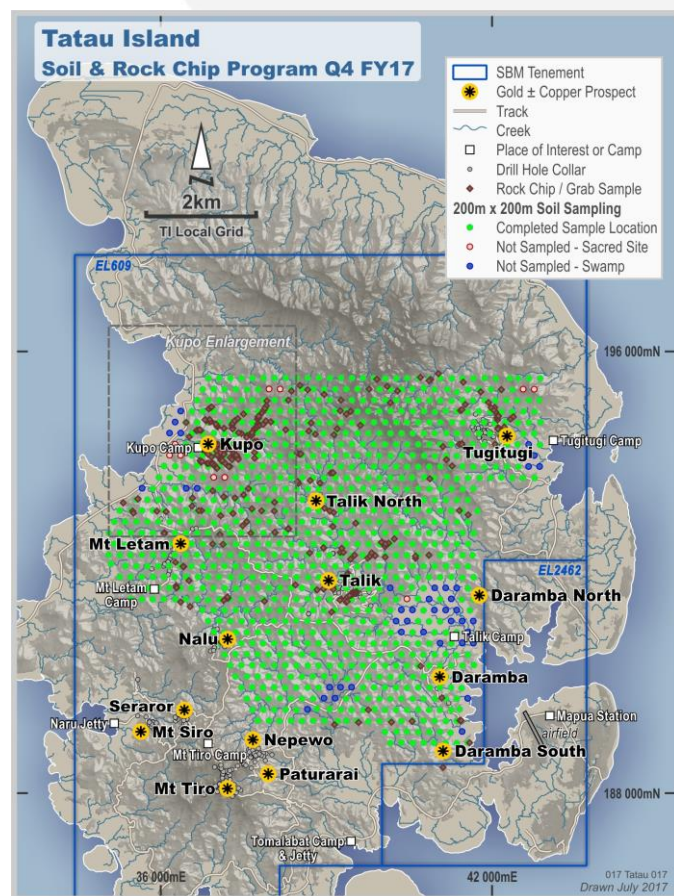 Tatau Island
Soil & Rock Chip Program Q4 FY17
SBM Tenement
Gold ± Copper Prospect
Track
Creek
Place of Interest or Camp
Drill Hole Collar
Rock Chip / Grab Sample
200m x 200m Soil Sampling
Completed Sample Location
Not Sampled - Sacred Site
Not Sampled - Swamp
N
2km
TI Local Grid
EL609
Kupo Enlargement
196 000mN
Kupo Camp
Kupo
Tugitugi
Tugitugi Camp
Talik North
Mt Letam
Mt Letam
Camp
Talik
EL2462
Daramba North
Nalu
Talik Camp
Daramba
Seraror
Naru Jetty
Mt Siro
Mt Tiro Camp
Nepewo
Mapua Station
airfield
Daramba South
Paturarai
Mt Tiro
188 000mN
Tomalabat Camp
& Jetty
36 000mE
42 000mE
017 Tatau 017
Drawn July 2017